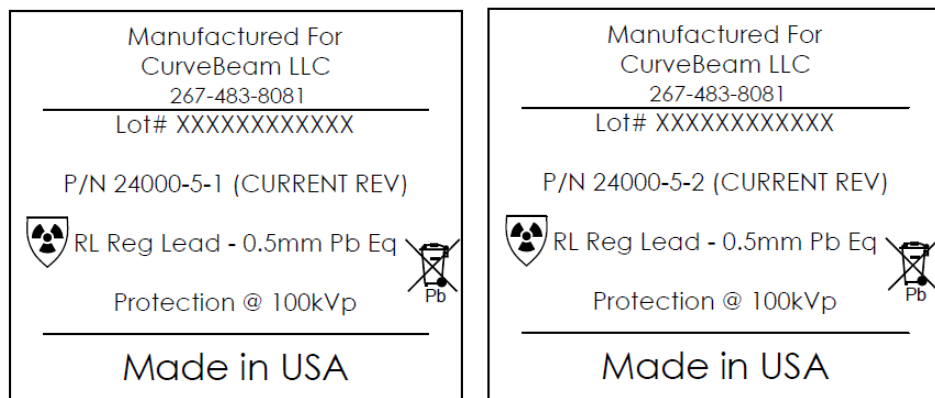 Manufactured For
CurveBeam LLC
267-483-8081
Lot# XXXXXXXXXXXX
P/N 24000-5-1 (CURRENT REV)
RL Reg Lead - 0.5mm Pb Eq
Pb
Protection @ 100kVp
Made in USA
Manufactured For
CurveBeam LLC
267-483-8081
Lot# XXXXXXXXXXXX
P/N 24000-5-2 (CURRENT REV)
RL Reg Lead - 0.5mm Pb Eq
Pb
Protection @ 100kVp
Made in USA